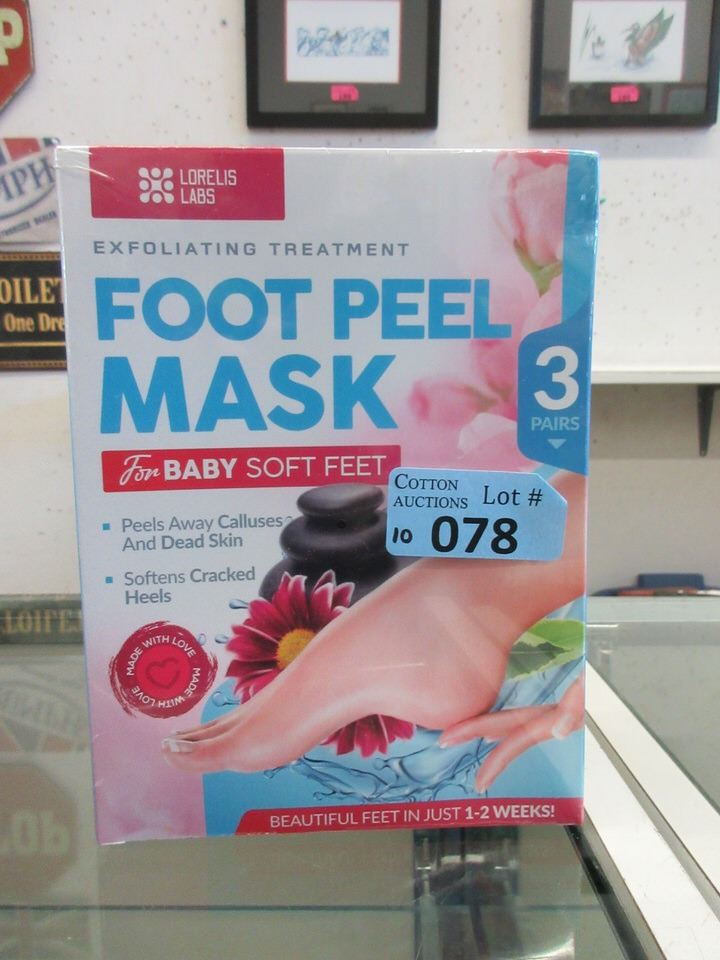 LORELIS
LABS
EXFOLIATING TREATMENT
FOOT PEEL
MASK
3
PAIRS
For BABY SOFT FEET
COTTON
AUCTIONS Lot #
10 078
Peels Away Calluses
And Dead Skin
Softens Cracked
Heels
MADE WITH LOVE
MADE WITH LOVE
BEAUTIFUL FEET IN JUST 1-2 WEEKS!
One